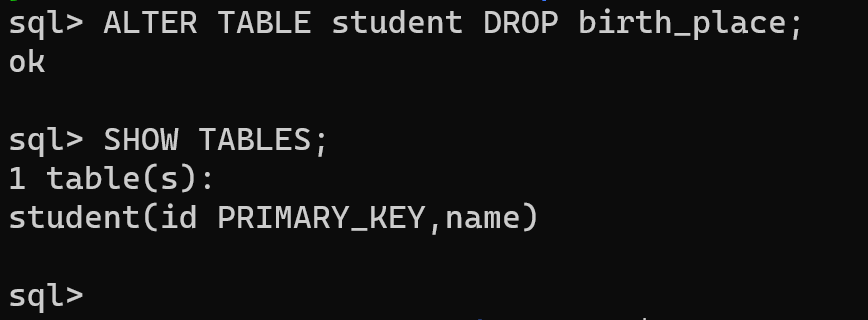 sql> ALTER TABLE student DROP birth_place;
ok
sql> SHOW TABLES;
1 table(s):
student(id PRIMARY_KEY,name)
sql>